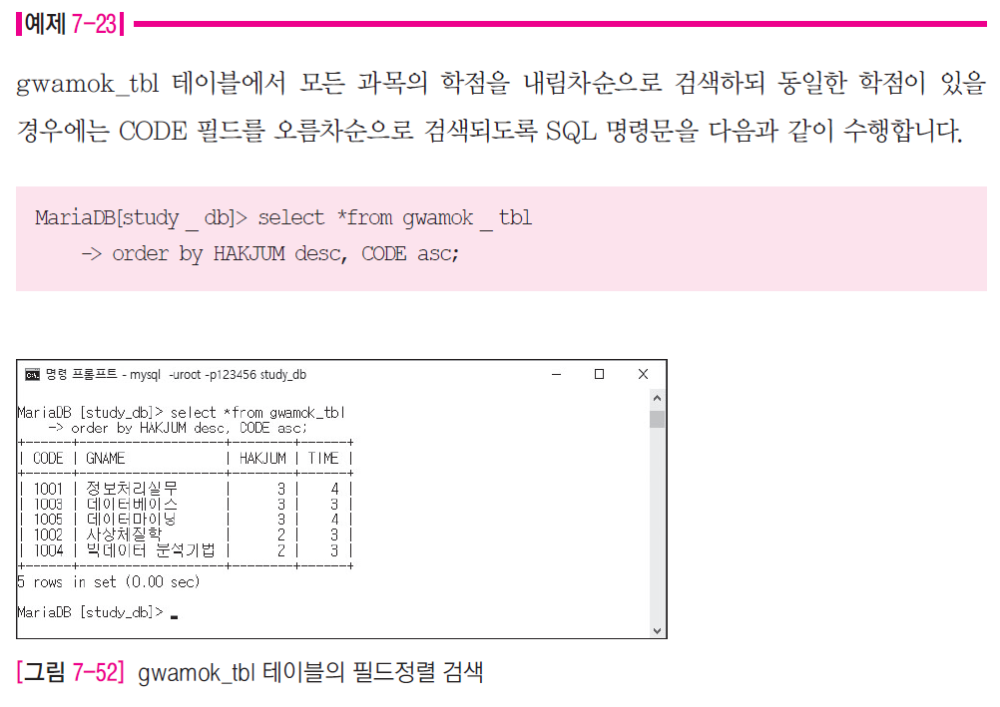 예제 7-23
gwamok_tbl 테이블에서 모든 과목의 학점을 내림차순으로 검색하되 동일한 학점이 있을
경우에는 CODE 필드를 오름차순으로 검색되도록 SQL 명령문을 다음과 같이 수행합니다.
MariaDB[study _ db]> select *from gwamok _ tbl
-> order by HAKJUM desc, CODE asc;
명령 프롬프트 - mysql -uroot -p123456 study_db
MariaDB [study_db]> select *from gwamok_tbl
-> order by HAKJUM desc, CODE asc;
+------+------------------+--------+------+
| CODE | GNAME | HAKJUM | TIME |
+------+------------------+--------+------+
| 1001 | 정보처리실무 | 3 | 4 |
| 1003 | 데이터베이스 | 3 | 3 |
| 1005 | 데이터마이닝 | 3 | 4 |
| 1002 | 사상체질학 | 2 | 3 |
| 1004 | 빅데이터 분석기법 | 2 | 3 |
+------+------------------+--------+------+
5 rows in set (0.00 sec)
MariaDB [study_db]> _
[그림 7-52] gwamok_tbl 테이블의 필드정렬 검색